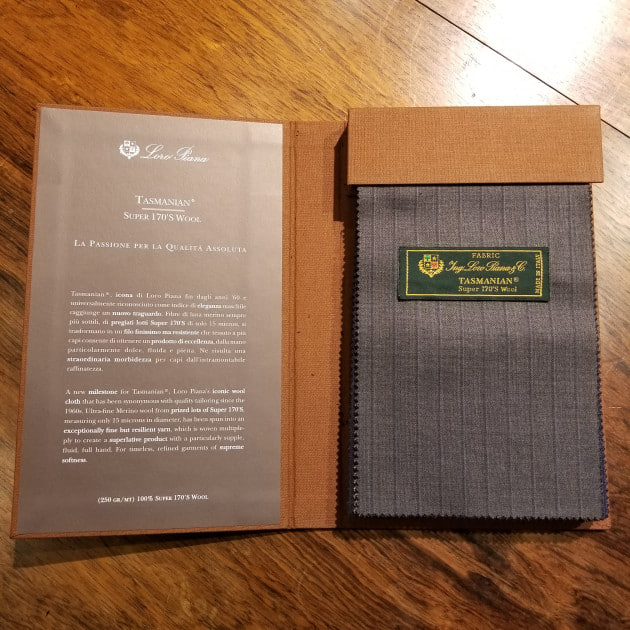 Loro Piana
TASMANIAN®
SUPER 170'S WOOL
LA PASSIONE PER LA QUALITÀ ASSOLUTA
Tasmanian®, icona di Loro Piana fin dagli anni '60 e
universalmente riconosciuto come indice di eleganza maschile
raggiunge un nuovo traguardo. Fibre di lana merino sempre
più sottili, di pregiati lotti Super 170'S di solo 15 micron, si
trasformano in un filo finissimo ma resistente che tessuto a più
capi consente di ottenere un prodotto di eccellenza, dalla mano
particolarmente dolce, fluida e piena. Ne risulta una
straordinaria morbidezza per capi dall'intramontabile
raffinatezza.
A new milestone for Tasmanian®, Loro Piana's iconic wool
cloth that has been synonymous with quality tailoring since the
1960s. Ultra-fine Merino wool from prized lots of Super 170'S,
measuring only 15 microns in diameter, has been spun into an
exceptionally fine but resilient yarn, which is woven multiple-
ply to create a superlative product with a particularly supple,
fluid, full hand. For timeless, refined garments of supreme
softness.
(250 GR/MT) 100% SUPER 170'S WOOL
FABRIC
Ing. Loro Piana & C.
TASMANIAN®
Super 170's Wool
MADE IN ITALY